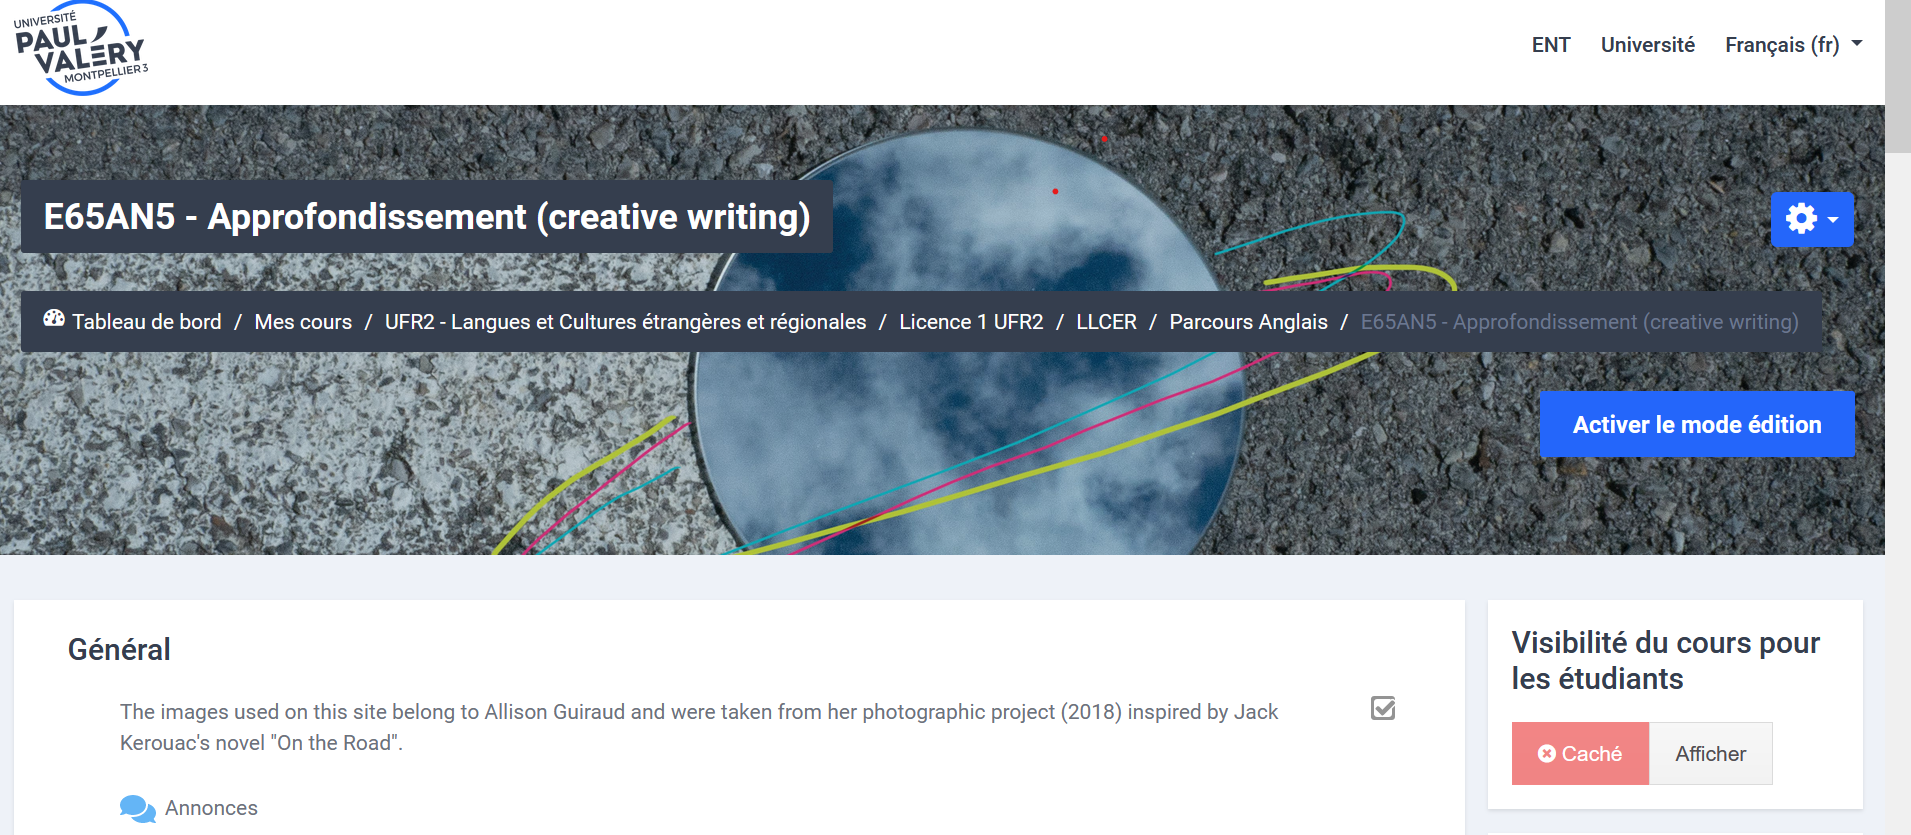 UNIVERSITÉ
PAUL
VALÉRY
MONTPELLIER 3
ENT Université Français (fr)
E65AN5 - Approfondissement (creative writing)
Tableau de bord / Mes cours / UFR2 - Langues et Cultures étrangères et régionales / Licence 1 UFR2 / LLCER / Parcours Anglais / E65AN5 - Approfondissement (creative writing)
Activer le mode édition
Général
The images used on this site belong to Allison Guiraud and were taken from her photographic project (2018) inspired by Jack
Kerouac's novel "On the Road".
Annonces
Visibilité du cours pour
les étudiants
Caché Afficher